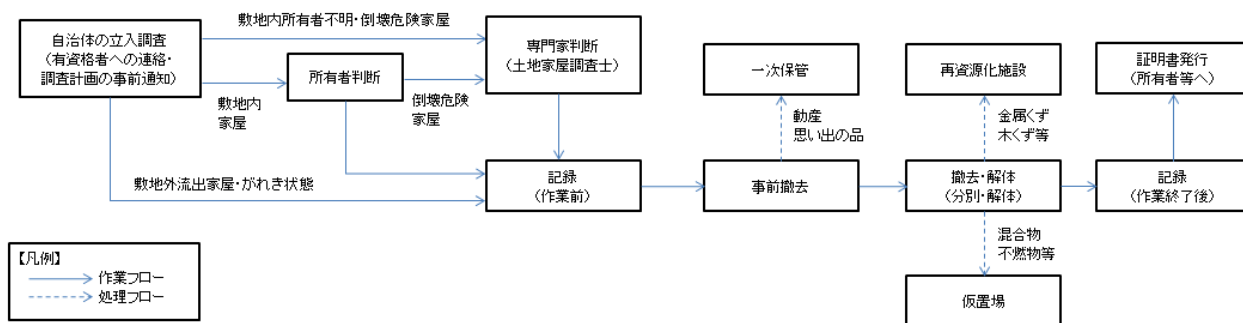 敷地内所有者不明・倒壊危険家屋
自治体の立入調査
(有資格者への連絡・
調査計画の事前通知)
所有者判断
専門家判断
(土地家屋調査士)
一次保管
再資源化施設
証明書発行
(所有者等へ)
敷地内
家屋
倒壊危険
家屋
動産
思い出の品
金属くず
木くず等
敷地外流出家屋・がれき状態
記録
(作業前)
事前撤去
撤去・解体
(分別・解体)
記録
(作業終了後)
混合物
不燃物等
仮置場
【凡例】
作業フロー
処理フロー